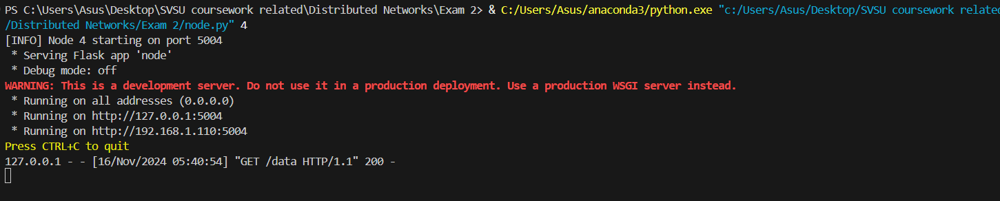 PS C:\Users\Asus\Desktop\SVSU coursework related\Distributed Networks\Exam 2> & C:/Users/Asus/anaconda3/python.exe "c:/Users/Asus/Desktop/SVSU coursework related
/Distributed Networks/Exam 2/node.py" 4
[INFO] Node 4 starting on port 5004
 * Serving Flask app 'node'
 * Debug mode: off
WARNING: This is a development server. Do not use it in a production deployment. Use a production WSGI server instead.
 * Running on all addresses (0.0.0.0)
 * Running on http://127.0.0.1:5004
 * Running on http://192.168.1.110:5004
Press CTRL+C to quit
127.0.0.1 - - [16/Nov/2024 05:40:54] "GET /data HTTP/1.1" 200 -